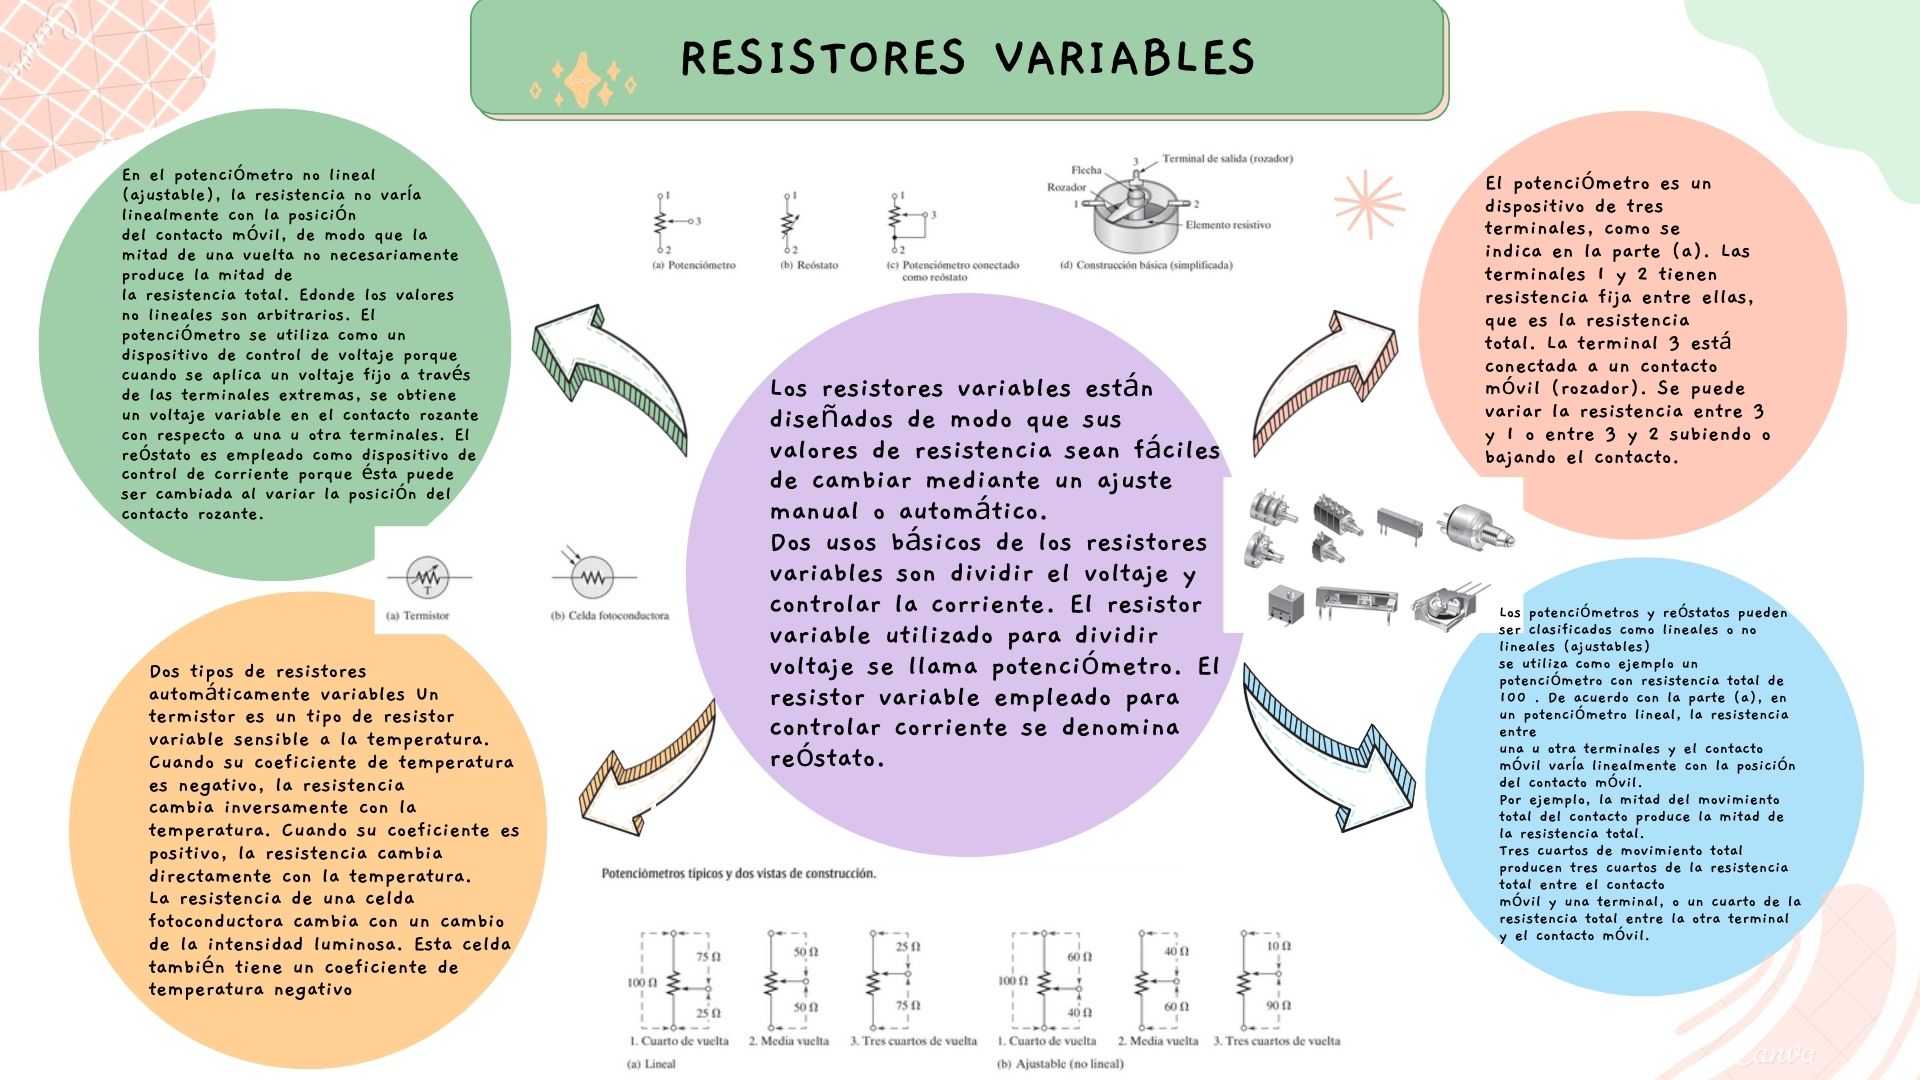 RESISTORES VARIABLES
En el potenciÓmetro no lineal
(ajustable), la resistencia no varía
linealmente con la posiciÓn
del contacto mÓvil, de modo que la
mitad de una vuelta no necesariamente
produce la mitad de
la resistencia total. Edonde los valores
no lineales son arbitrarios. El
potenciÓmetro se utiliza como un
dispositivo de control de voltaje porque
cuando se aplica un voltaje fijo a través
de las terminales extremas, se obtiene
un voltaje variable en el contacto rozante
con respecto a una u otra terminales. El
reÓstato es empleado como dispositivo de
control de corriente porque ésta puede
ser cambiada al variar la posiciÓn del
contacto rozante.
1
3
2
(a) Potenciómetro
1
2
(b) Reóstato
1
3
2
(c) Potenciómetro conectado
como reóstato
3
Terminal de salida (rozador)
Flecha
Rozador
1
2
Elemento resistivo
(d) Construcción básica (simplificada)
El potenciÓmetro es un
dispositivo de tres
terminales, como se
indica en la parte (a). Las
terminales 1 y 2 tienen
resistencia fija entre ellas,
que es la resistencia
total. La terminal 3 está
conectada a un contacto
mÓvil (rozador). Se puede
variar la resistencia entre 3
y 1 o entre 3 y 2 subiendo o
bajando el contacto.
Los resistores variables están
diseÑados de modo que sus
valores de resistencia sean fáciles
de cambiar mediante un ajuste
manual o automático.
Dos usos básicos de los resistores
variables son dividir el voltaje y
controlar la corriente. El resistor
variable utilizado para dividir
voltaje se llama potenciÓmetro. El
resistor variable empleado para
controlar corriente se denomina
reÓstato.
T
(a) Termistor
(b) Celda fotoconductora
Dos tipos de resistores
automáticamente variables Un
termistor es un tipo de resistor
variable sensible a la temperatura.
Cuando su coeficiente de temperatura
es negativo, la resistencia
cambia inversamente con la
temperatura. Cuando su coeficiente es
positivo, la resistencia cambia
directamente con la temperatura.
La resistencia de una celda
fotoconductora cambia con un cambio
de la intensidad luminosa. Esta celda
también tiene un coeficiente de
temperatura negativo
Los potenciÓmetros y reÓstatos pueden
ser clasificados como lineales o no
lineales (ajustables)
se utiliza como ejemplo un
potenciÓmetro con resistencia total de
100 . De acuerdo con la parte (a), en
un potenciÓmetro lineal, la resistencia
entre
una u otra terminales y el contacto
mÓvil varía linealmente con la posiciÓn
del contacto mÓvil.
Por ejemplo, la mitad del movimiento
total del contacto produce la mitad de
la resistencia total.
Tres cuartos de movimiento total
producen tres cuartos de la resistencia
total entre el contacto
mÓvil y una terminal, o un cuarto de la
resistencia total entre la otra terminal
y el contacto mÓvil.
Potenciómetros típicos y dos vistas de construcción.
100 Ω
75 Ω
25 Ω
1. Cuarto de vuelta
50 Ω
50 Ω
2. Media vuelta
25 Ω
75 Ω
3. Tres cuartos de vuelta
(a) Lineal
100 Ω
60 Ω
40 Ω
1. Cuarto de vuelta
40 Ω
60 Ω
2. Media vuelta
10 Ω
90 Ω
3. Tres cuartos de vuelta
(b) Ajustable (no lineal)
Canva
Canva